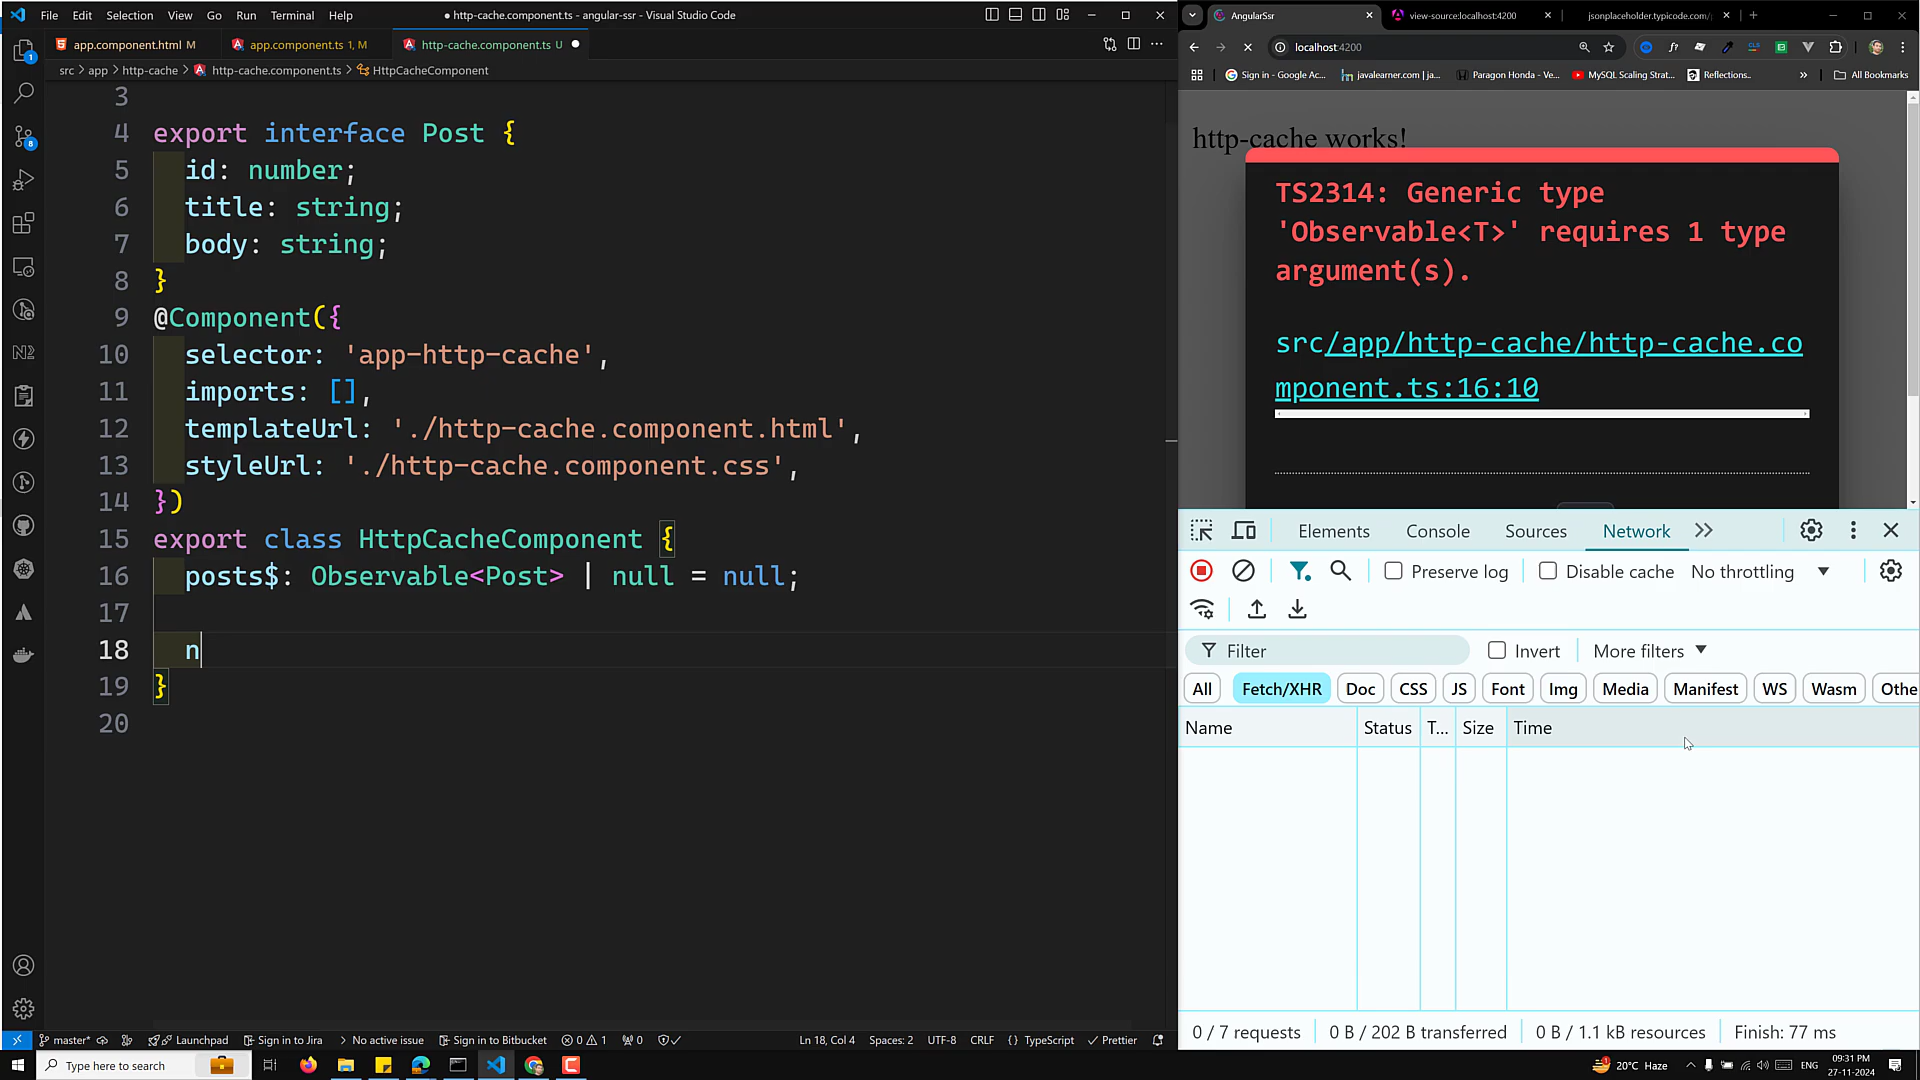 File Edit Selection View Go Run Terminal Help
● http-cache.component.ts - angular-ssr - Visual Studio Code
app.component.html M
app.component.ts 1, M
http-cache.component.ts U ●
src > app > http-cache > http-cache.component.ts > HttpCacheComponent
3
4 export interface Post {
5 id: number;
6 title: string;
7 body: string;
8 }
9 @Component({
10 selector: 'app-http-cache',
11 imports: [],
12 templateUrl: './http-cache.component.html',
13 styleUrl: './http-cache.component.css',
14 })
15 export class HttpCacheComponent {
16 posts$: Observable<Post> | null = null;
17
18 n
19 }
20
1
8
master*
Launchpad
Sign in to Jira
No active issue
Sign in to Bitbucket
0 1
0
Ln 18, Col 4
Spaces: 2
UTF-8
CRLF
{ } TypeScript
Prettier
AngularSsr
view-source:localhost:4200
jsonplaceholder.typicode.com/
localhost:4200
Sign in - Google Ac...
javalearner.com | ja...
Paragon Honda - Ve...
MySQL Scaling Strat...
Reflections..
All Bookmarks
http-cache works!
TS2314: Generic type
'Observable<T>' requires 1 type
argument(s).
src/app/http-cache/http-cache.co
mponent.ts:16:10
Elements Console Sources Network
Preserve log
Disable cache
No throttling
Filter
Invert
More filters
All Fetch/XHR Doc CSS JS Font Img Media Manifest WS Wasm Othe
Name Status T... Size Time
0 / 7 requests 0 B / 202 B transferred 0 B / 1.1 kB resources Finish: 77 ms
Type here to search
20°C Haze
ENG
09:31 PM
27-11-2024